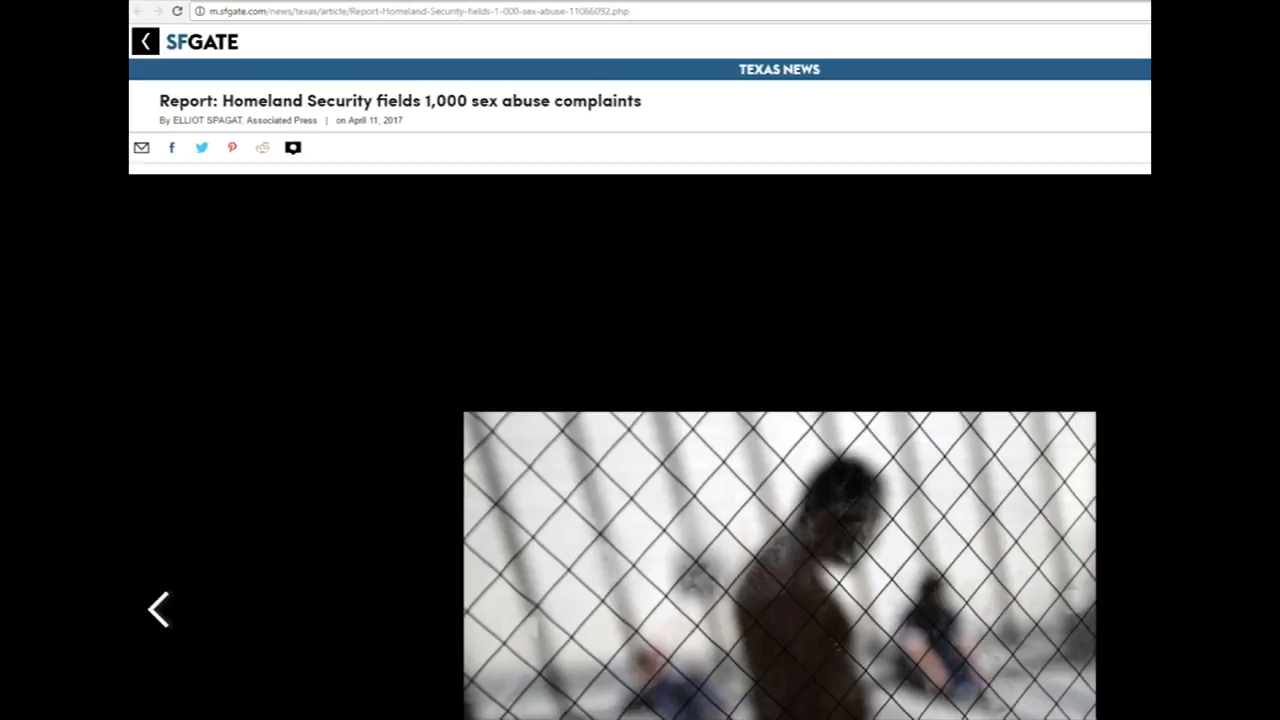 m.sfgate.com/news/texas/article/Report-Homeland-Security-fields-1-000-sex-abuse-11066092.php
SFGATE
TEXAS NEWS
Report: Homeland Security fields 1,000 sex abuse complaints
By ELLIOT SPAGAT, Associated Press | on April 11, 2017